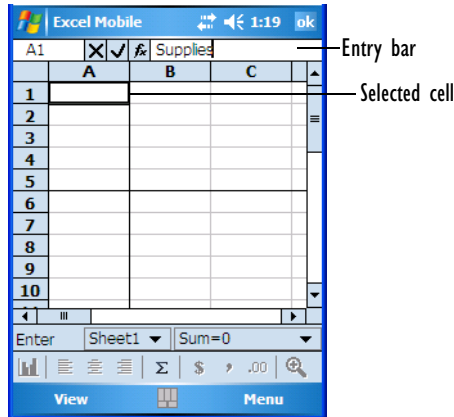 Excel Mobile 1:19 ok
A1 fx Supplies Entry bar
A B C
1 Selected cell
2
3
4
5
6
7
8
9
10
Enter Sheet1 Sum=0
Σ $ , .00
View Menu